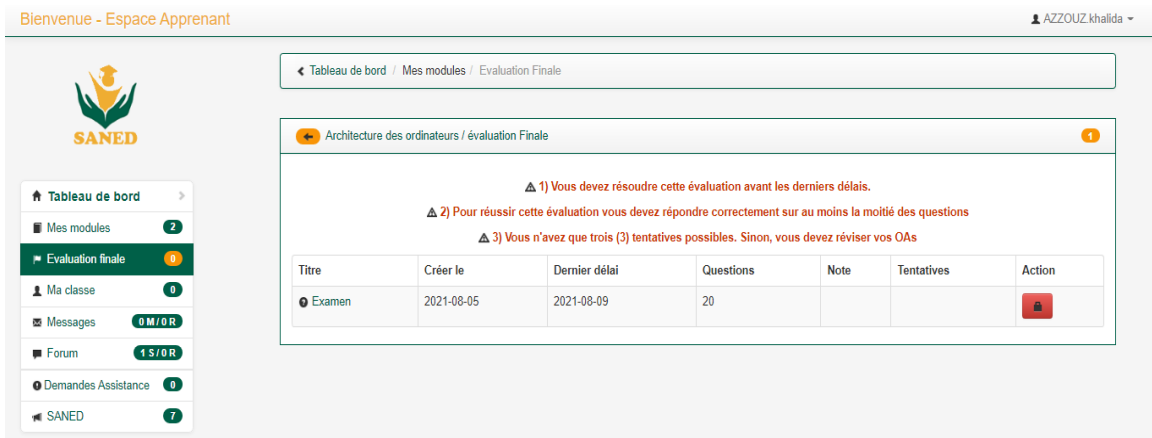 Bienvenue - Espace Apprenant
AZZOUZ.khalida
SANED
Tableau de bord
Mes modules 2
Evaluation finale 0
Ma classe 0
Messages 0 M / 0 R
Forum 1 S / 0 R
Demandes Assistance 0
SANED 7
Tableau de bord / Mes modules / Evaluation Finale
Architecture des ordinateurs / évaluation Finale 1
1) Vous devez résoudre cette évaluation avant les derniers délais.
2) Pour réussir cette évaluation vous devez répondre correctement sur au moins la moitié des questions
3) Vous n'avez que trois (3) tentatives possibles. Sinon, vous devez réviser vos OAs
Titre Créer le Dernier délai Questions Note Tentatives Action
Examen 2021-08-05 2021-08-09 20